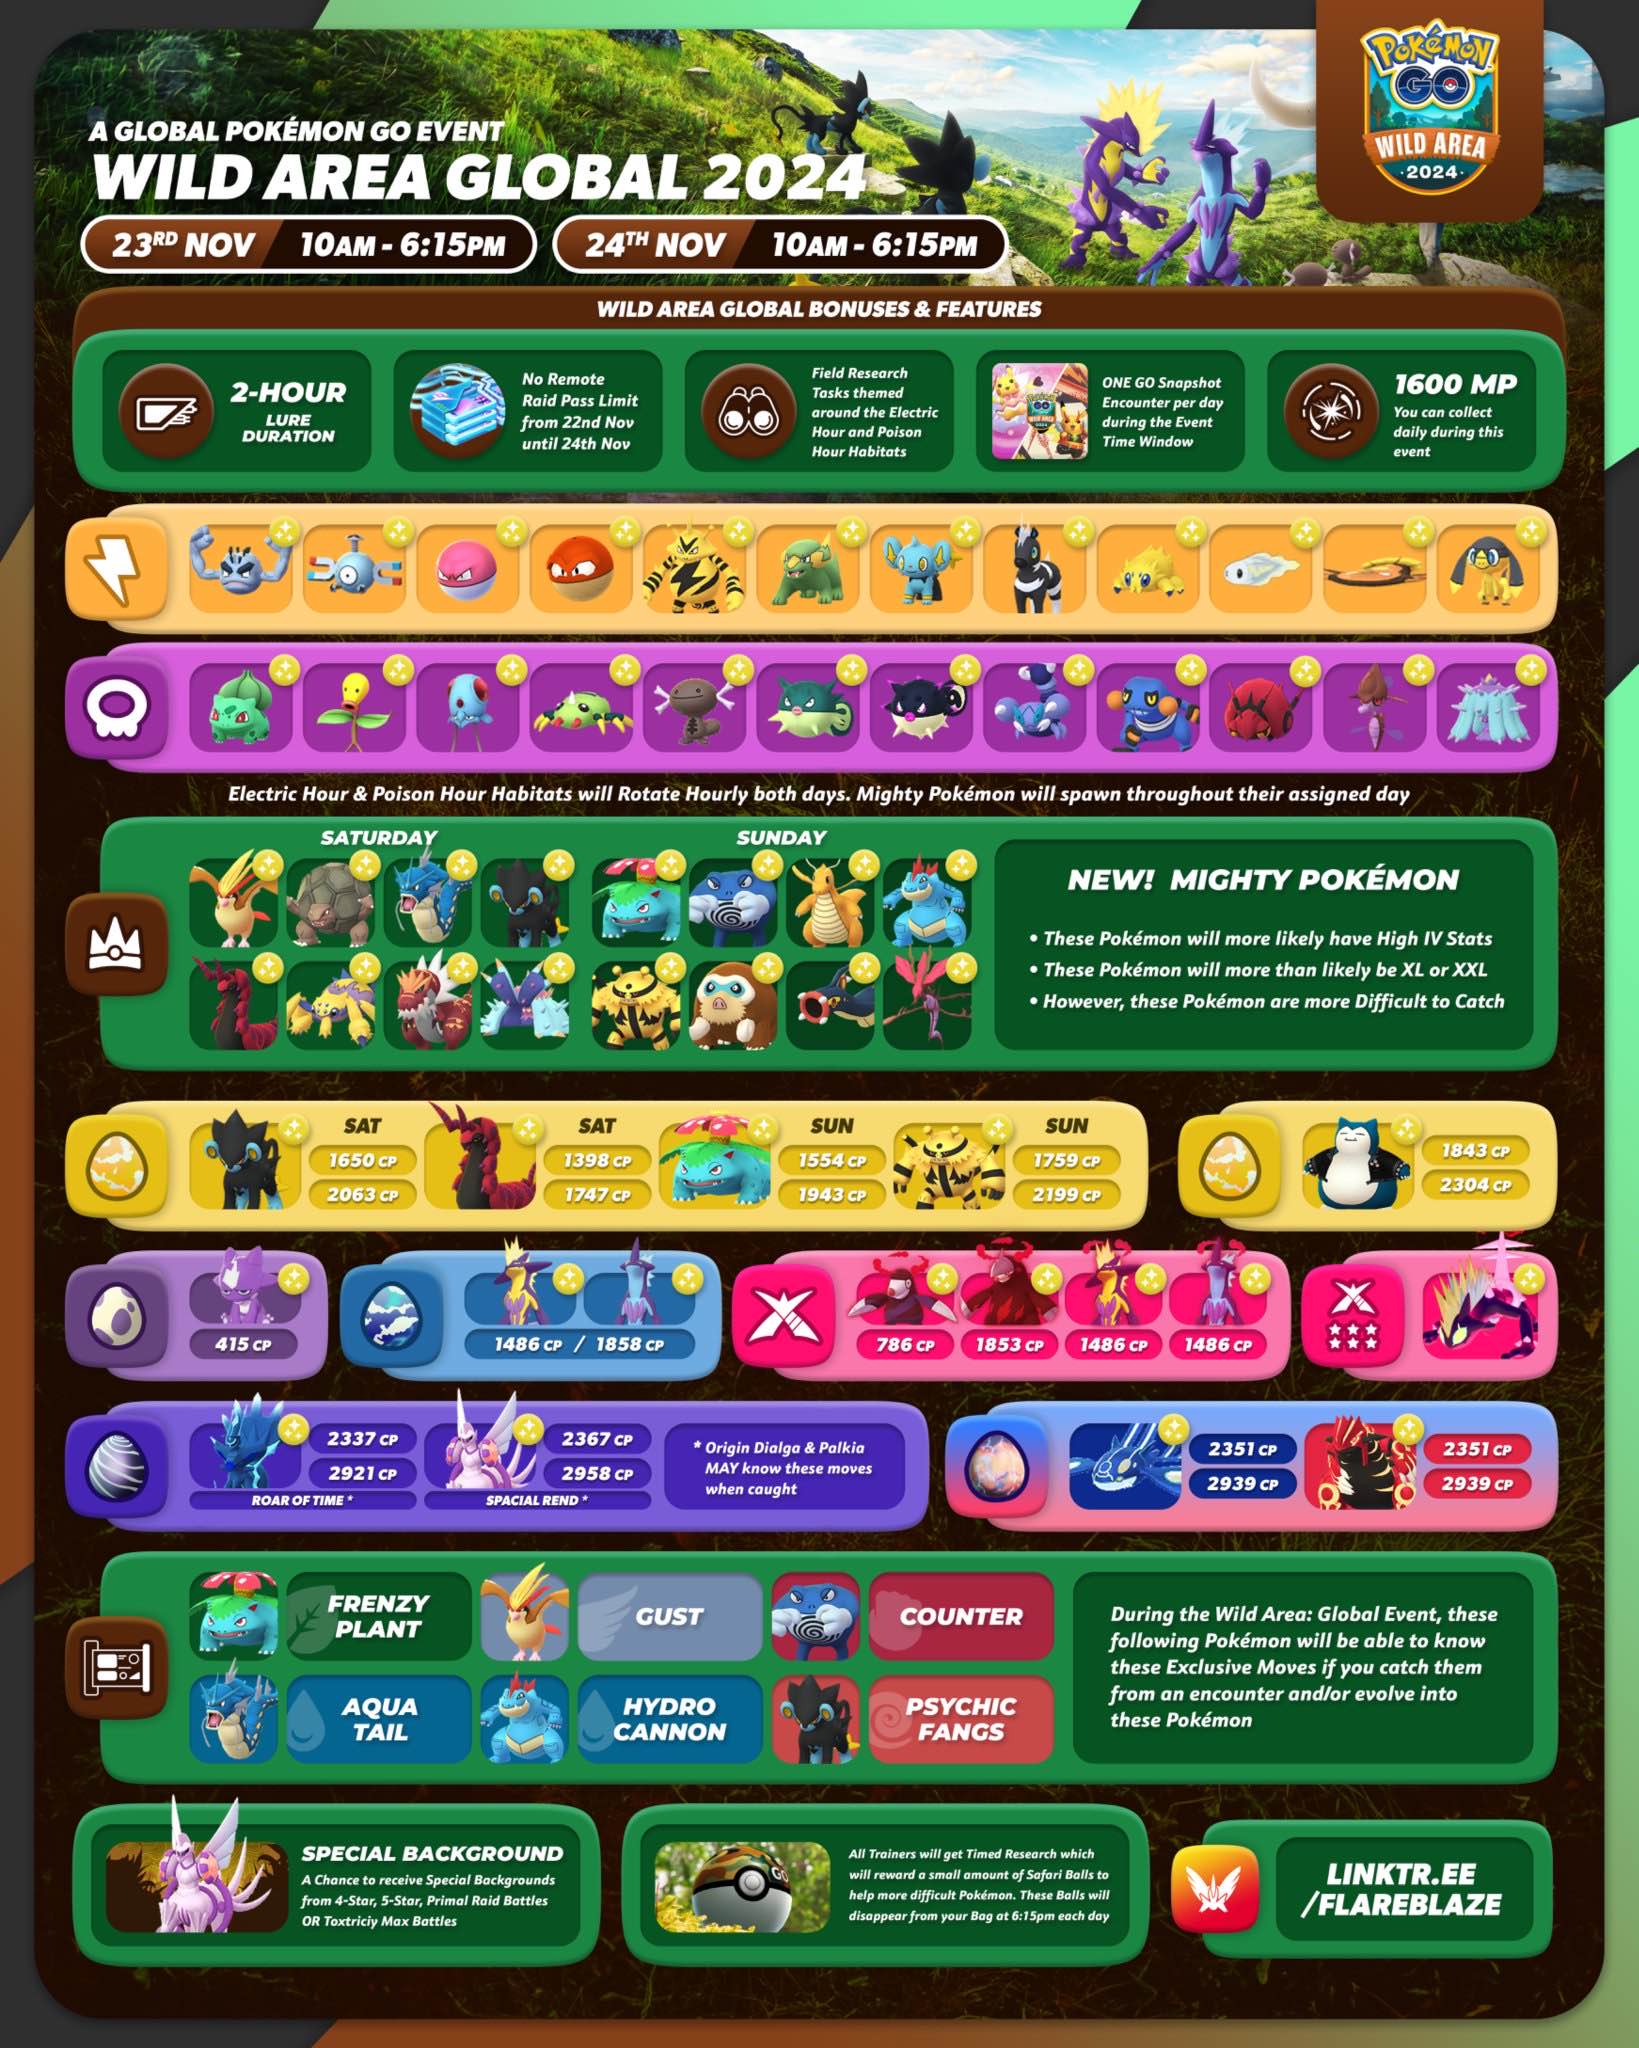 A GLOBAL POKÉMON GO EVENT
WILD AREA GLOBAL 2024
23RD NOV 10AM - 6:15PM
24TH NOV 10AM - 6:15PM
POKÉMON
GO
WILD AREA
·2024·
WILD AREA GLOBAL BONUSES & FEATURES
2-HOUR
LURE
DURATION
No Remote
Raid Pass Limit
from 22nd Nov
until 24th Nov
Field Research
Tasks themed
around the Electric
Hour and Poison
Hour Habitats
ONE GO Snapshot
Encounter per day
during the Event
Time Window
1600 MP
You can collect
daily during this
event
Electric Hour & Poison Hour Habitats will Rotate Hourly both days. Mighty Pokémon will spawn throughout their assigned day
SATURDAY
SUNDAY
NEW! MIGHTY POKÉMON
• These Pokémon will more likely have High IV Stats
• These Pokémon will more than likely be XL or XXL
• However, these Pokémon are more Difficult to Catch
SAT
1650 CP
2063 CP
SAT
1398 CP
1747 CP
SUN
1554 CP
1943 CP
SUN
1759 CP
2199 CP
1843 CP
2304 CP
415 CP
1486 CP / 1858 CP
786 CP
1853 CP
1486 CP
1486 CP
2337 CP
2921 CP
ROAR OF TIME *
2367 CP
2958 CP
SPACIAL REND *
* Origin Dialga & Palkia
MAY know these moves
when caught
2351 CP
2939 CP
2351 CP
2939 CP
FRENZY
PLANT
GUST
COUNTER
AQUA
TAIL
HYDRO
CANNON
PSYCHIC
FANGS
During the Wild Area: Global Event, these
following Pokémon will be able to know
these Exclusive Moves if you catch them
from an encounter and/or evolve into
these Pokémon
SPECIAL BACKGROUND
A Chance to receive Special Backgrounds
from 4-Star, 5-Star, Primal Raid Battles
OR Toxtriciy Max Battles
GO
All Trainers will get Timed Research which
will reward a small amount of Safari Balls to
help more difficult Pokémon. These Balls will
disappear from your Bag at 6:15pm each day
LINKTR.EE
/FLAREBLAZE